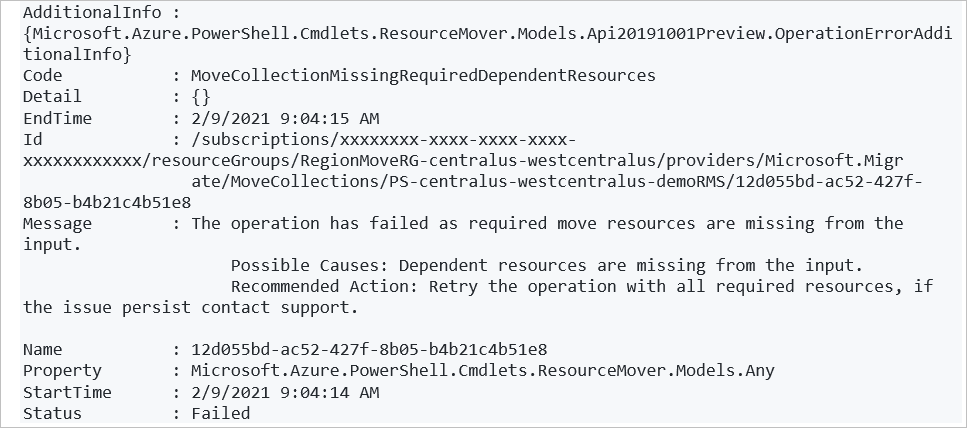 AdditionalInfo :
{Microsoft.Azure.PowerShell.Cmdlets.ResourceMover.Models.Api20191001Preview.OperationErrorAddi
tionalInfo}
Code : MoveCollectionMissingRequiredDependentResources
Detail : {}
EndTime : 2/9/2021 9:04:15 AM
Id : /subscriptions/xxxxxxxx-xxxx-xxxx-xxxx-
xxxxxxxxxxxx/resourceGroups/RegionMoveRG-centralus-westcentralus/providers/Microsoft.Migr
ate/MoveCollections/PS-centralus-westcentralus-demoRMS/12d055bd-ac52-427f-
8b05-b4b21c4b51e8
Message : The operation has failed as required move resources are missing from the
input.
Possible Causes: Dependent resources are missing from the input.
Recommended Action: Retry the operation with all required resources, if
the issue persist contact support.
Name : 12d055bd-ac52-427f-8b05-b4b21c4b51e8
Property : Microsoft.Azure.PowerShell.Cmdlets.ResourceMover.Models.Any
StartTime : 2/9/2021 9:04:14 AM
Status : Failed